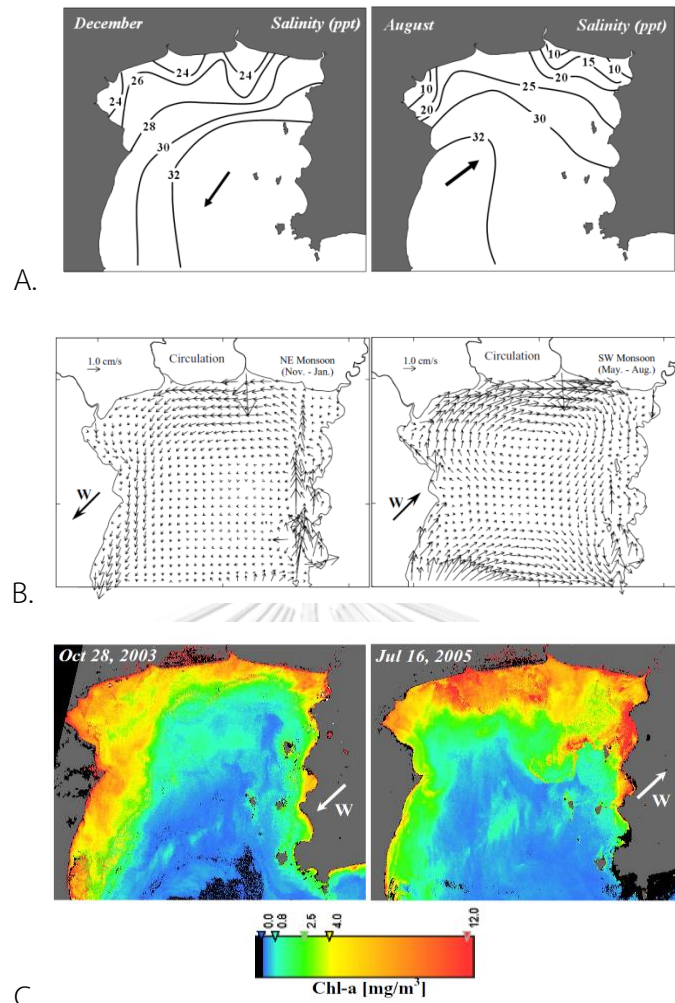 December Salinity (ppt)
24
24
24
26
28
30
32
August Salinity (ppt)
10
15
10
20
10
20
25
30
32
A.
1.0 cm/s
Circulation
NE Monsoon
(Nov. - Jan.)
W
1.0 cm/s
Circulation
SW Monsoon
(May. - Aug.)
W
B.
Oct 28, 2003
W
Jul 16, 2005
W
0.0
0.8
2.5
4.0
12.0
Chl-a [mg/m³]
C